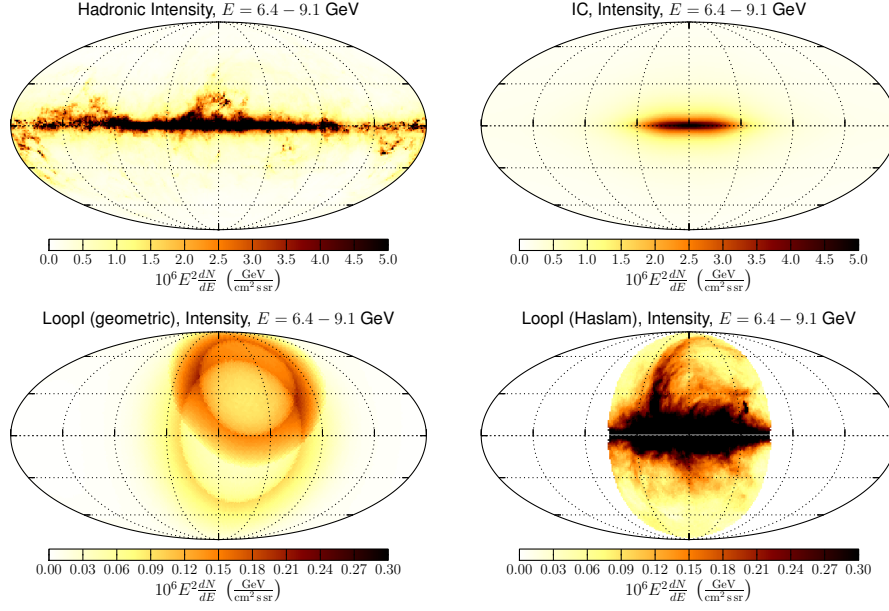 Hadronic Intensity, E = 6.4 − 9.1 GeV
IC, Intensity, E = 6.4 − 9.1 GeV
0.0 0.5 1.0 1.5 2.0 2.5 3.0 3.5 4.0 4.5 5.0
10^6 E^2 dN/dE (GeV/cm^2 s sr)
0.0 0.5 1.0 1.5 2.0 2.5 3.0 3.5 4.0 4.5 5.0
10^6 E^2 dN/dE (GeV/cm^2 s sr)
LoopI (geometric), Intensity, E = 6.4 − 9.1 GeV
LoopI (Haslam), Intensity, E = 6.4 − 9.1 GeV
0.00 0.03 0.06 0.09 0.12 0.15 0.18 0.21 0.24 0.27 0.30
10^6 E^2 dN/dE (GeV/cm^2 s sr)
0.00 0.03 0.06 0.09 0.12 0.15 0.18 0.21 0.24 0.27 0.30
10^6 E^2 dN/dE (GeV/cm^2 s sr)